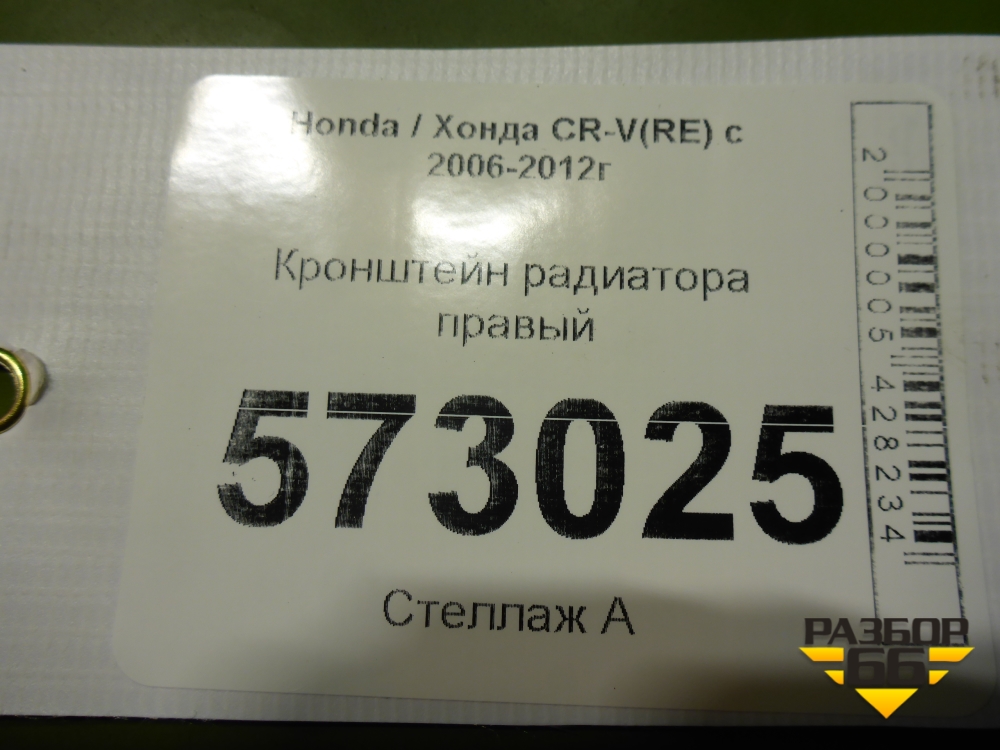 Honda / Хонда CR-V(RE) с
2006-2012г
Кронштейн радиатора
правый
573025
Стеллаж А
2000005428234
РАЗБОР
66